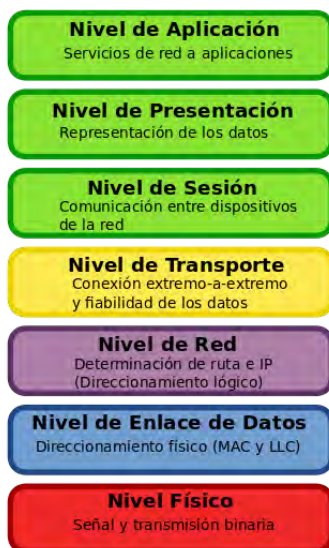 Nivel de Aplicación
Servicios de red a aplicaciones
Nivel de Presentación
Representación de los datos
Nivel de Sesión
Comunicación entre dispositivos
de la red
Nivel de Transporte
Conexión extremo-a-extremo
y fiabilidad de los datos
Nivel de Red
Determinación de ruta e IP
(Direccionamiento lógico)
Nivel de Enlace de Datos
Direccionamiento físico (MAC y LLC)
Nivel Físico
Señal y transmisión binaria